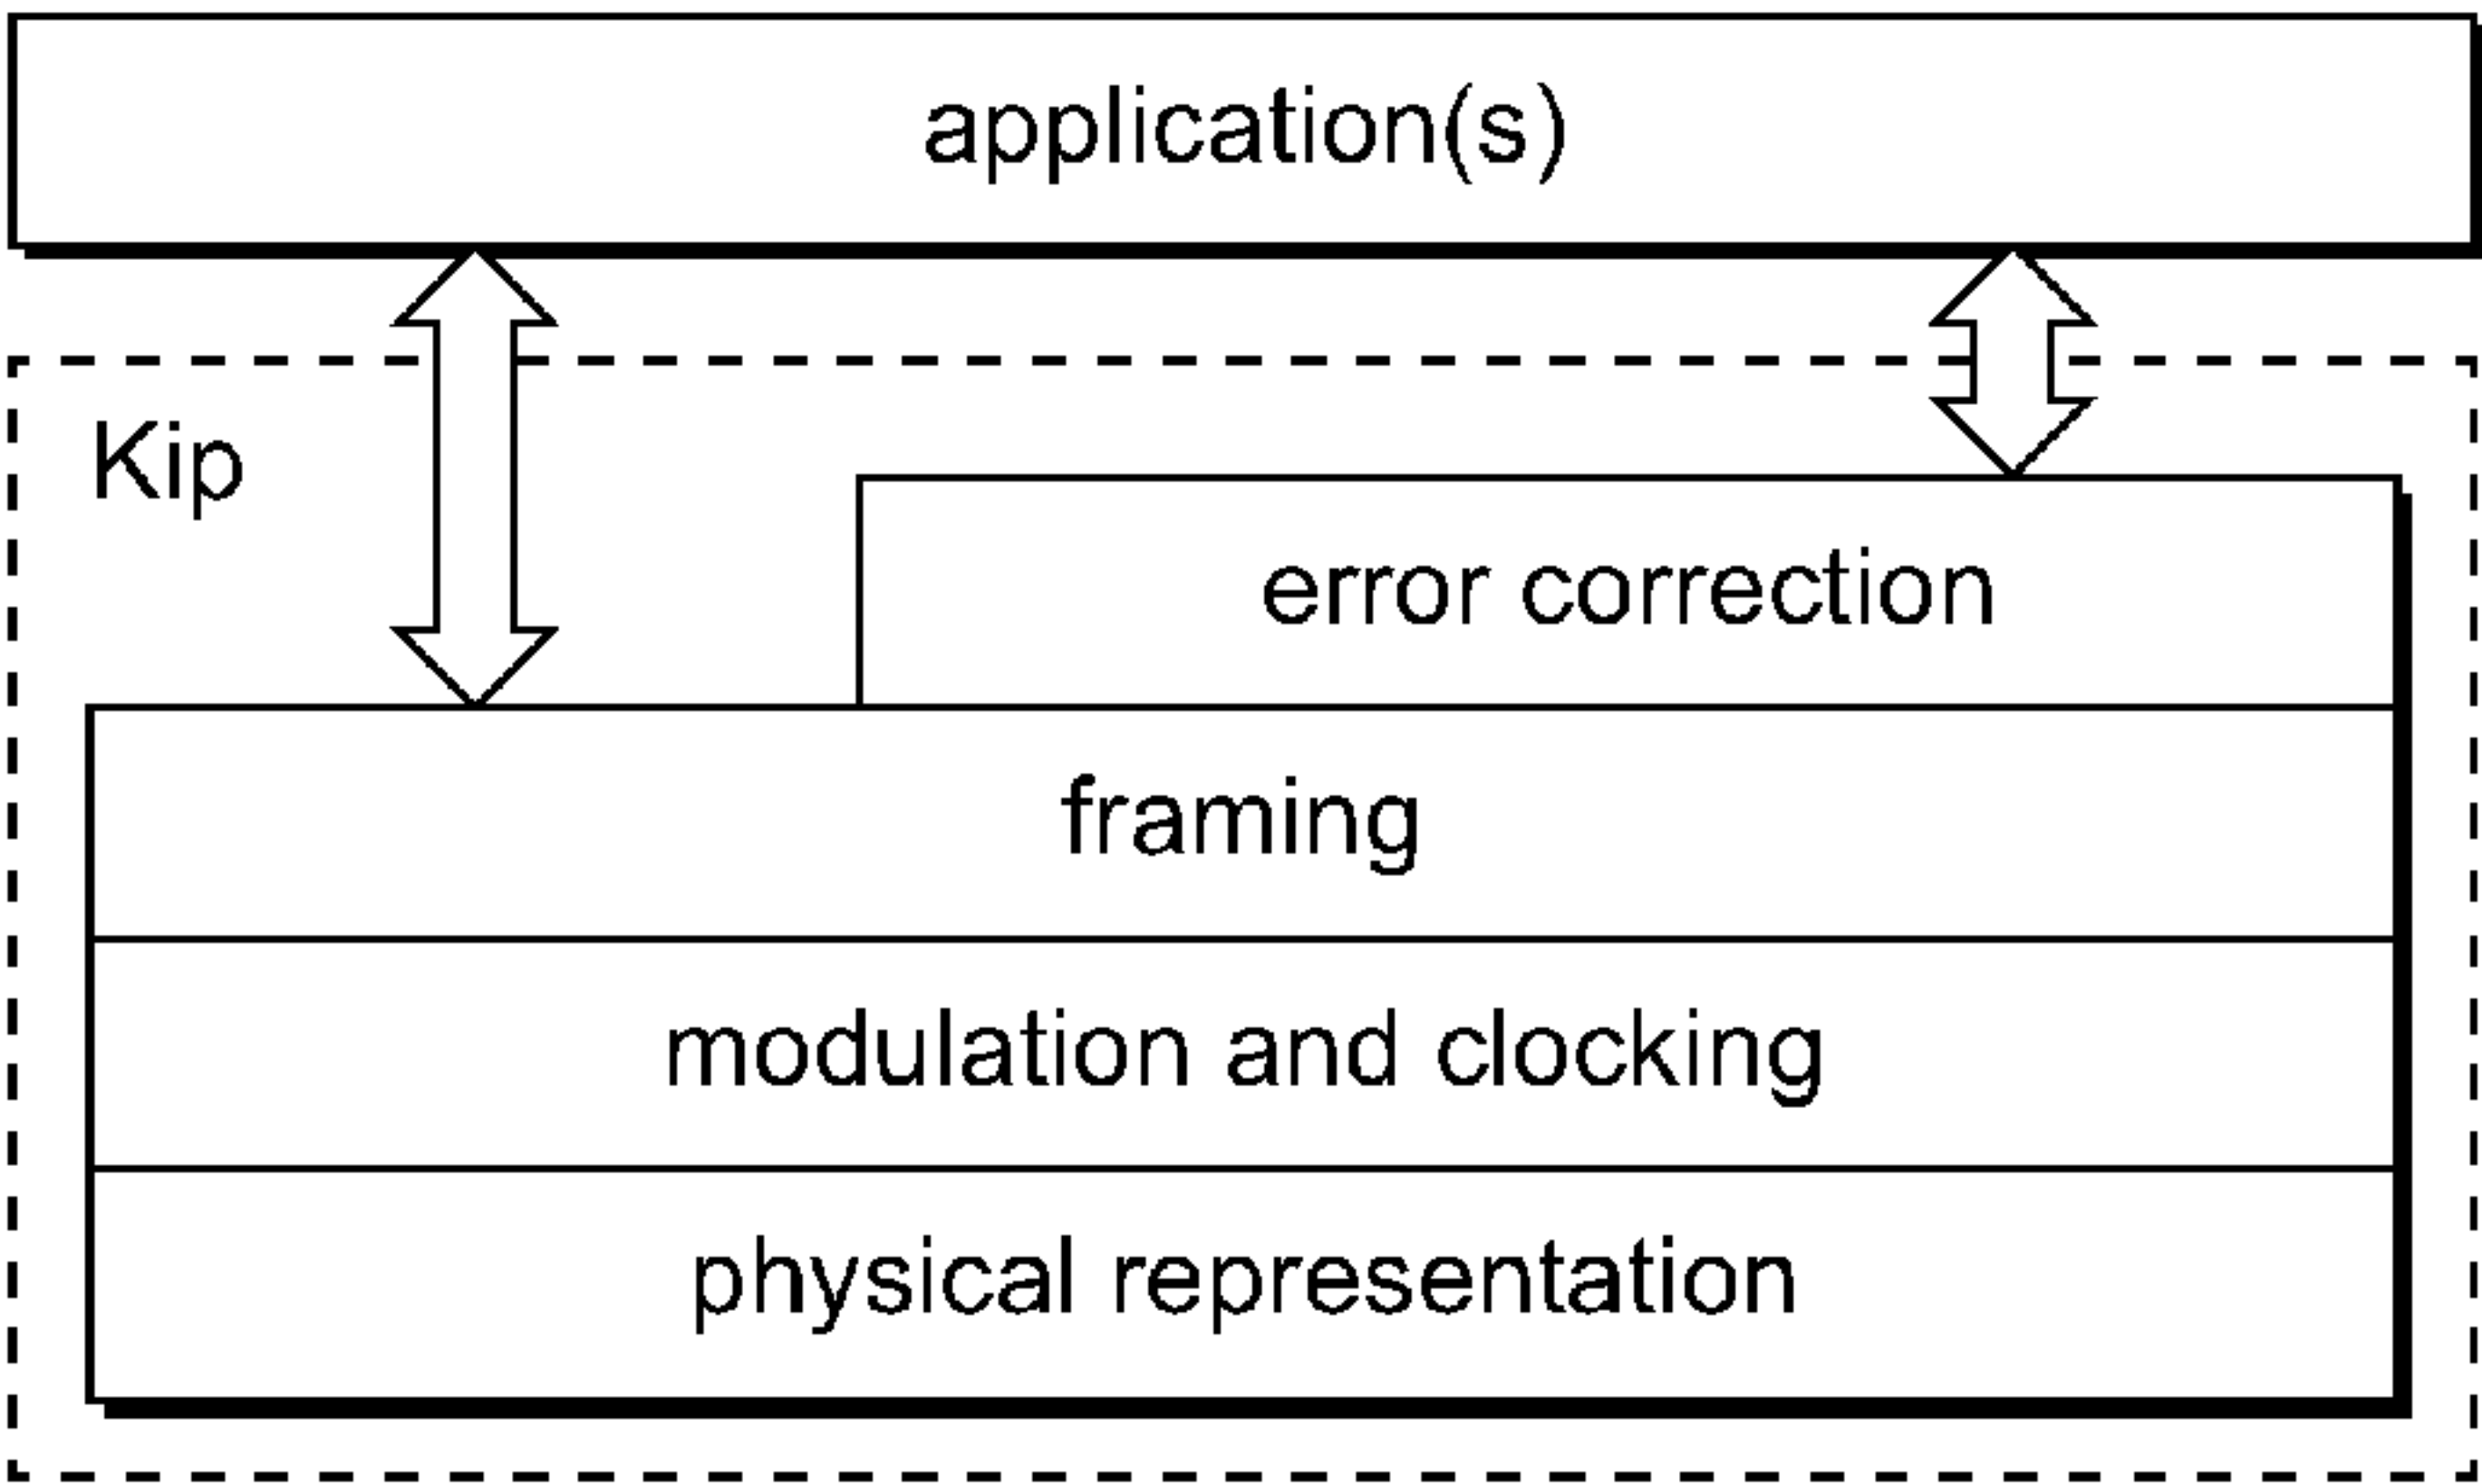 application(s)
Kip
error correction
framing
modulation and clocking
physical representation